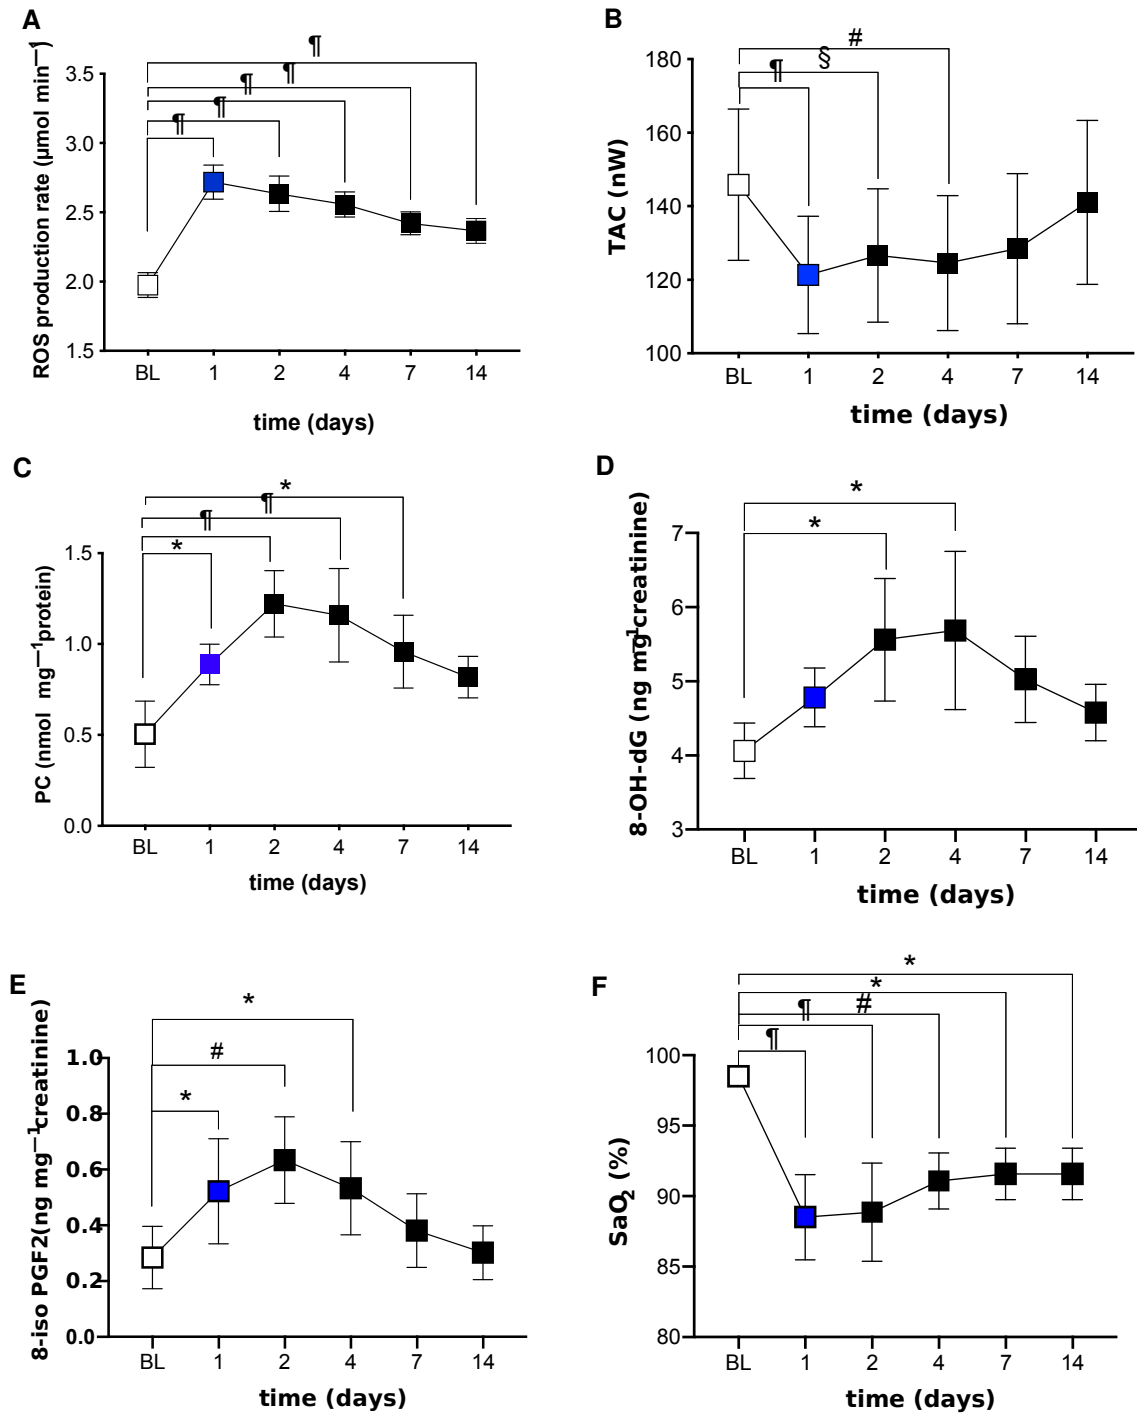 A
ROS production rate (µmol min—1)
¶
¶
¶
¶
¶
3.5
3.0
2.5
2.0
1.5
BL 1 2 4 7 14
time (days)
B
TAC (nW)
#
§
¶
180
160
140
120
100
BL 1 2 4 7 14
time (days)
C
PC (nmol mg—1protein)
*
¶
¶
*
1.5
1.0
0.5
0.0
BL 1 2 4 7 14
time (days)
D
8-OH-dG (ng mg1creatinine)
*
*
7
6
5
4
3
BL 1 2 4 7 14
time (days)
E
8-iso PGF2(ng mg—1creatinine)
*
#
*
1.0
0.8
0.6
0.4
0.2
0.0
BL 1 2 4 7 14
time (days)
F
SaO2 (%)
*
*
#
¶
¶
100
95
90
85
80
BL 1 2 4 7 14
time (days)